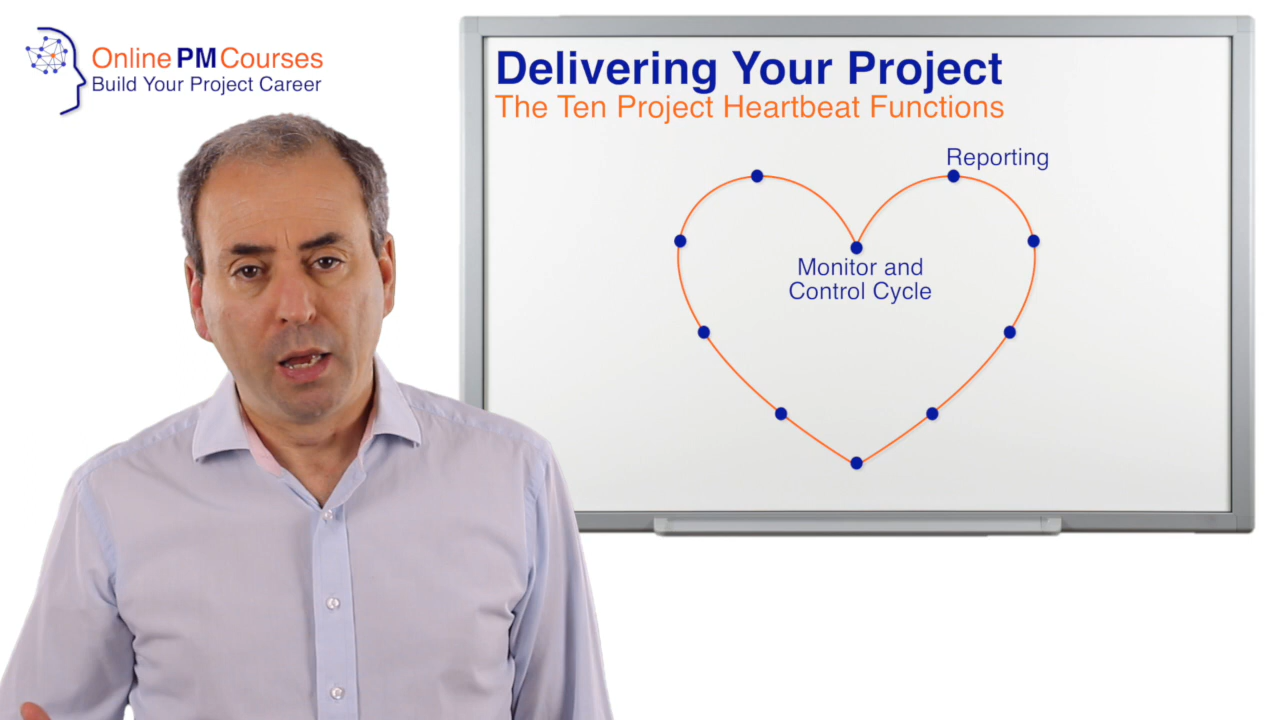 Online PM Courses
Build Your Project Career
Delivering Your Project
The Ten Project Heartbeat Functions
Reporting
Monitor and
Control Cycle